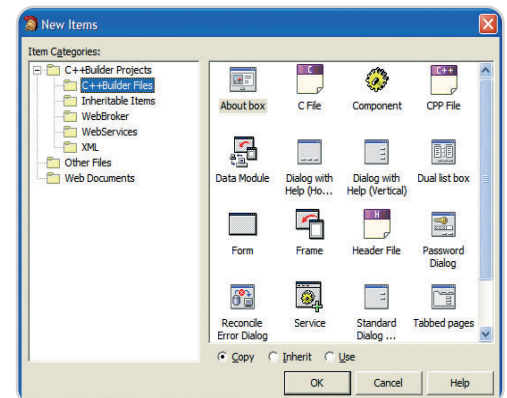 New Items
Item Categories:
C++Builder Projects
C++Builder Files
Inheritable Items
WebBroker
WebServices
XML
Other Files
Web Documents
C
C++
About box
C File
Component
CPP File
Data Module
Dialog with
Help (Ho...
Dialog with
Help (Vertical)
Dual list box
H
Form
Frame
Header File
Password
Dialog
Reconcile
Error Dialog
Service
Standard
Dialog ...
Tabbed pages
Copy
Inherit
Use
OK
Cancel
Help